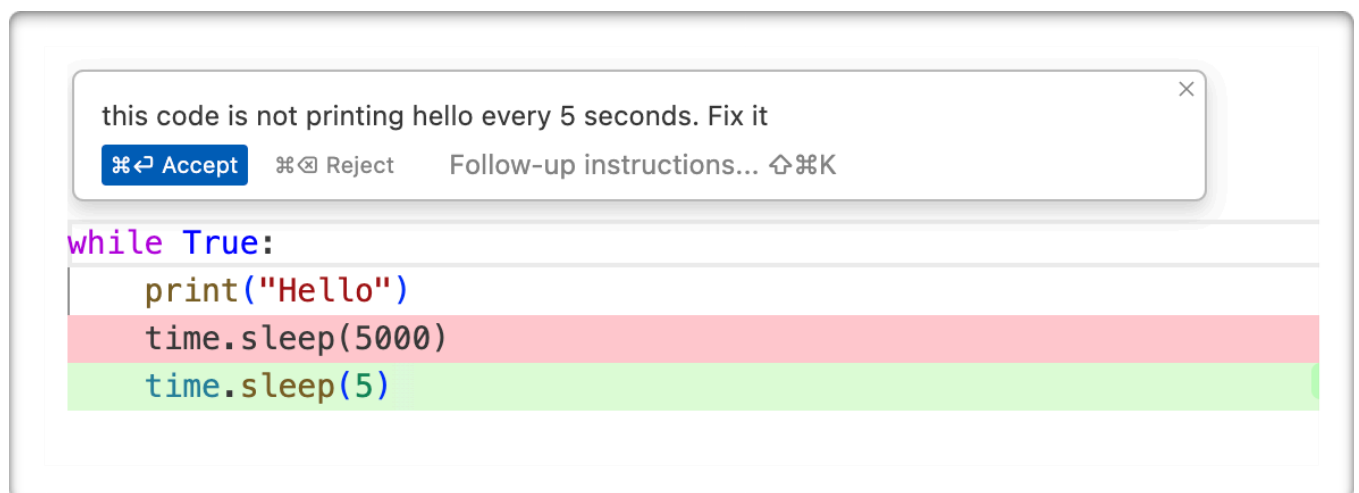 this code is not printing hello every 5 seconds. Fix it
⌘⏎ Accept ⌘⌫ Reject Follow-up instructions... ⇧⌘K
while True:
    print("Hello")
    time.sleep(5000)
    time.sleep(5)